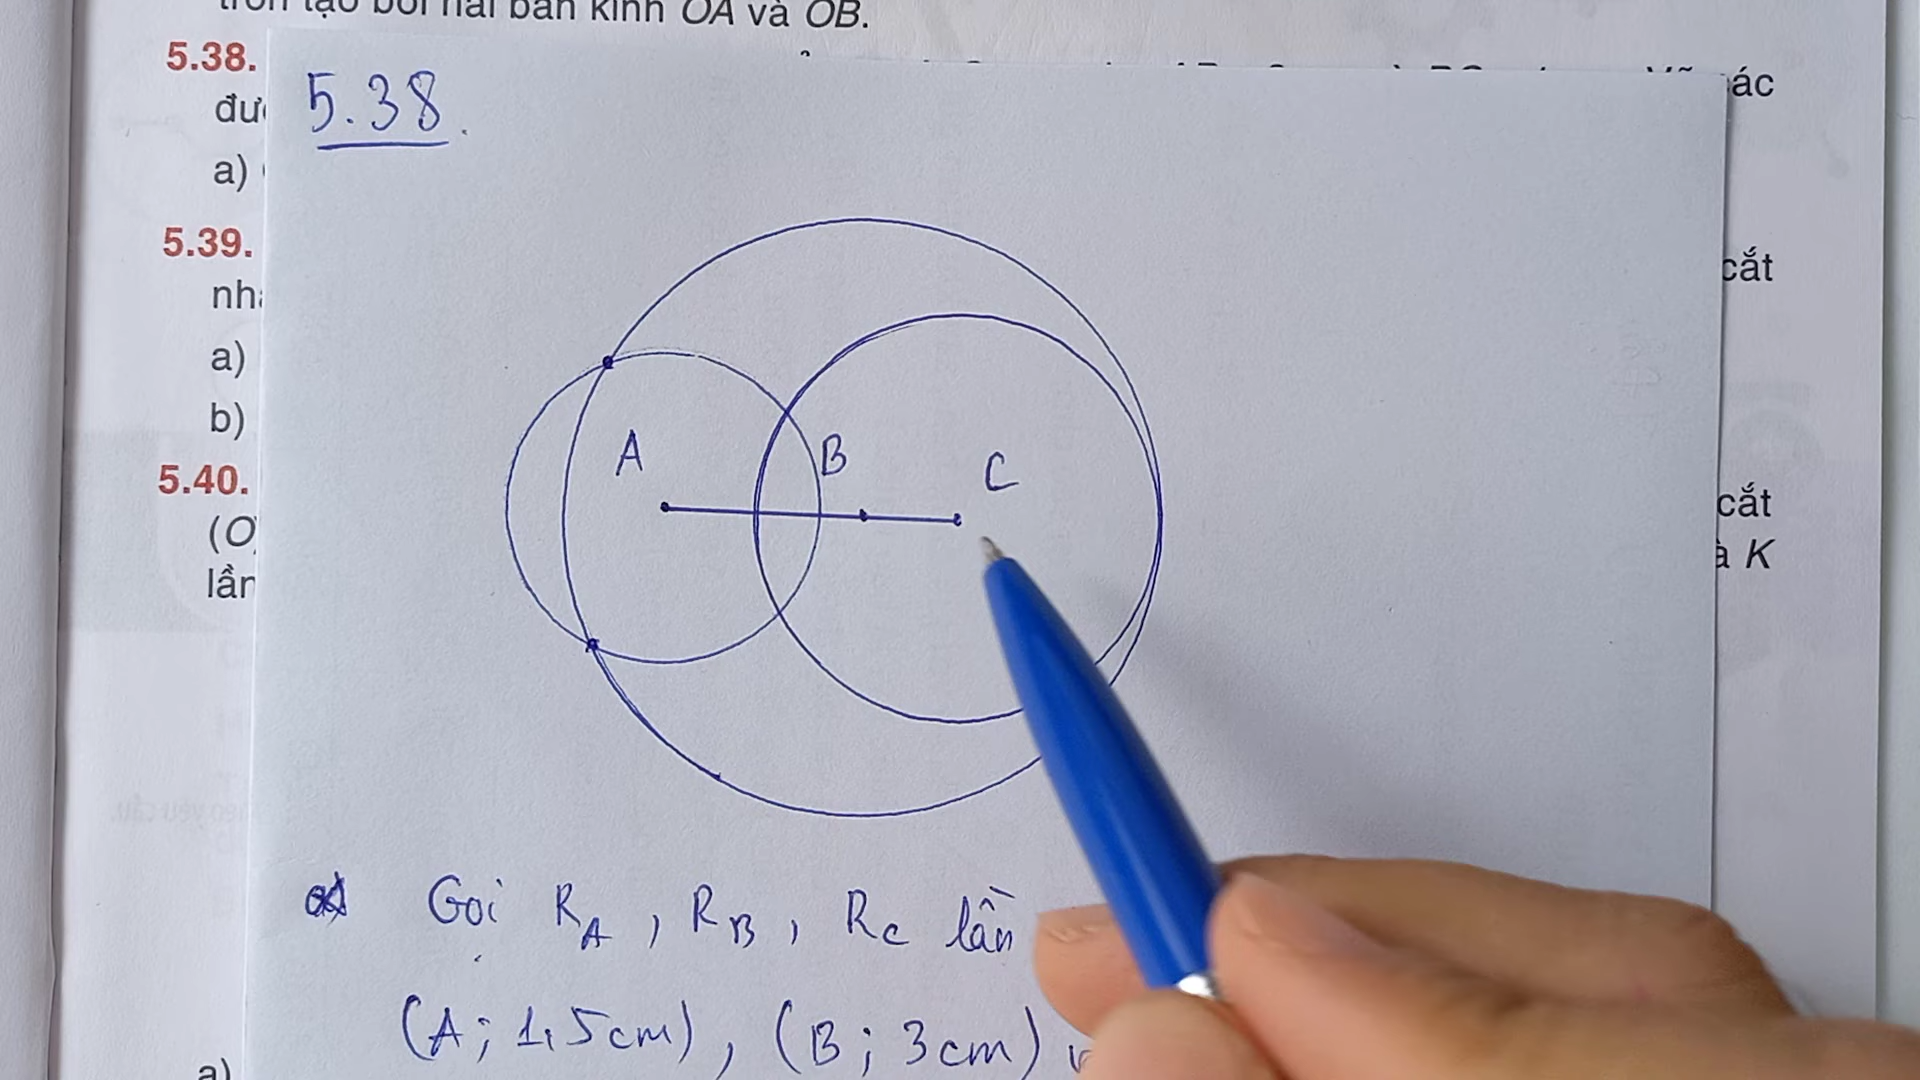 tròn tạo bởi hai bán kính OA và OB.
5.38.
ác
đư
a)
5.39.
cắt
nh
a)
b)
5.40.
cắt
(O
à K
lần
a)
5.38.
A
B
C
a) Gọi RA, RB, RC lần
(A; 1,5cm), (B; 3cm) v